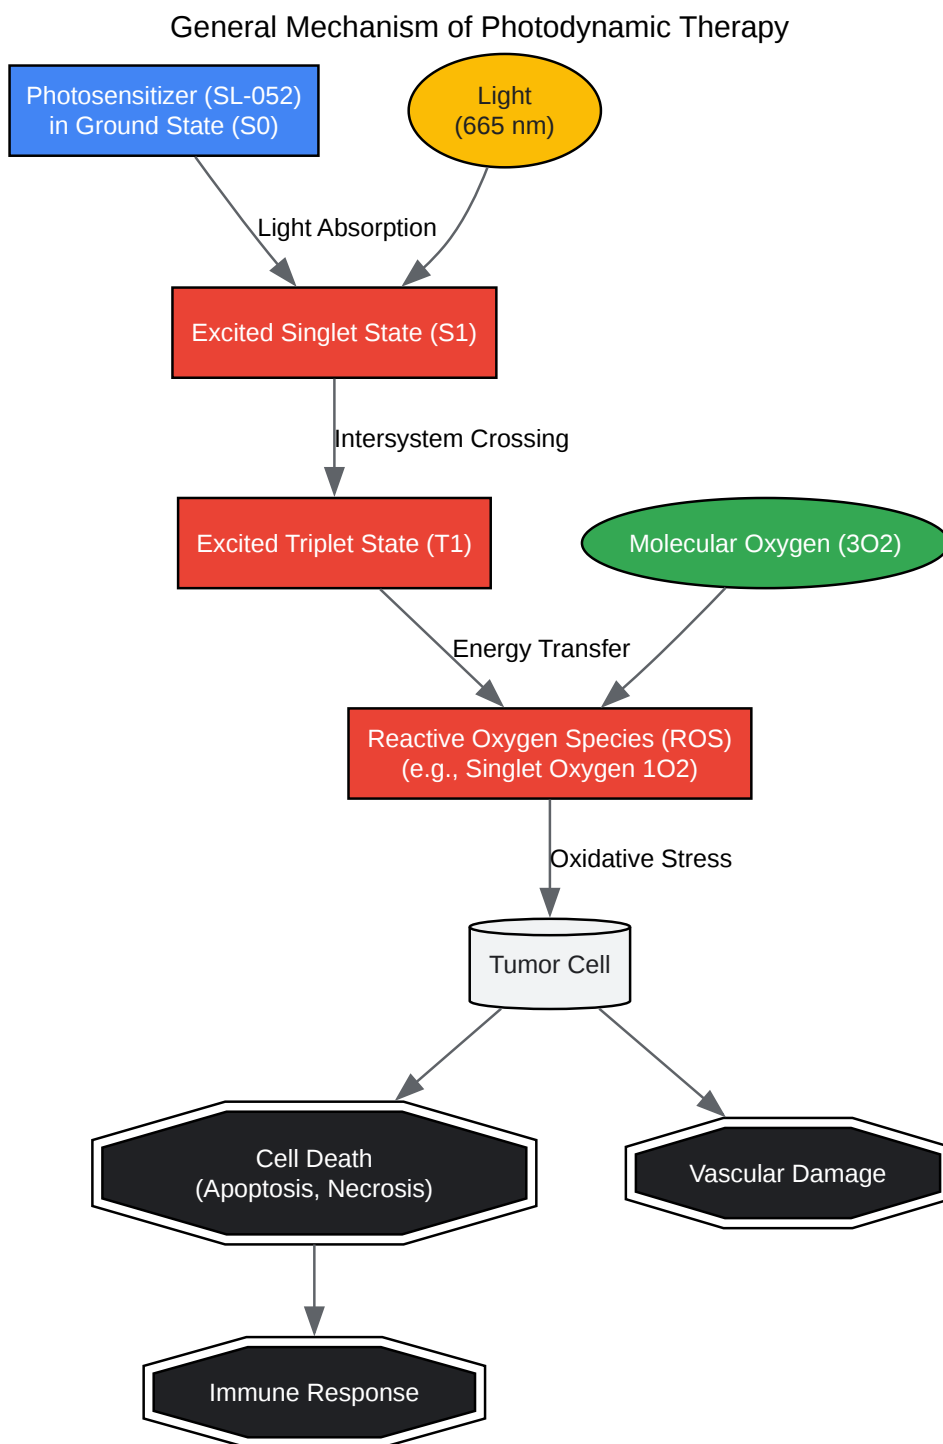 General Mechanism of Photodynamic Therapy
Photosensitizer (SL-052)
in Ground State (S0)
Light
(665 nm)
Light Absorption
Excited Singlet State (S1)
Intersystem Crossing
Excited Triplet State (T1)
Molecular Oxygen (3O2)
Energy Transfer
Reactive Oxygen Species (ROS)
(e.g., Singlet Oxygen 1O2)
Oxidative Stress
Tumor Cell
Cell Death
(Apoptosis, Necrosis)
Vascular Damage
Immune Response